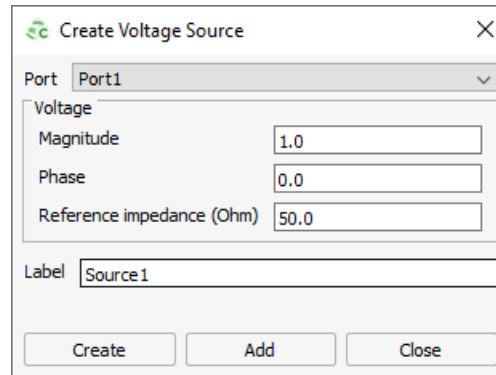 Create Voltage Source
Port Port1
Voltage
Magnitude 1.0
Phase 0.0
Reference impedance (Ohm) 50.0
Label Source1
Create Add Close